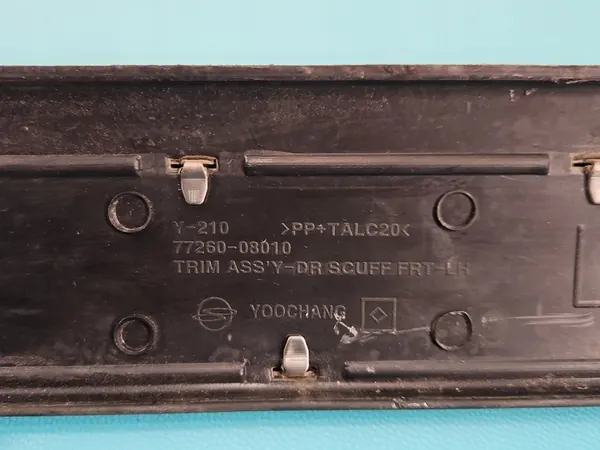 Y-210 >PP+TALC20<
77260-08010
TRIM ASS'Y-DR SCUFF FRT-LH
YOOCHANG